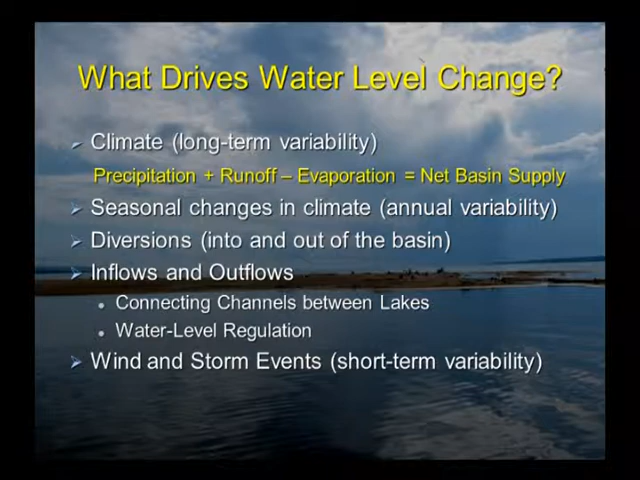 What Drives Water Level Change?
Climate (long-term variability)
Precipitation + Runoff – Evaporation = Net Basin Supply
Seasonal changes in climate (annual variability)
Diversions (into and out of the basin)
Inflows and Outflows
Connecting Channels between Lakes
Water-Level Regulation
Wind and Storm Events (short-term variability)